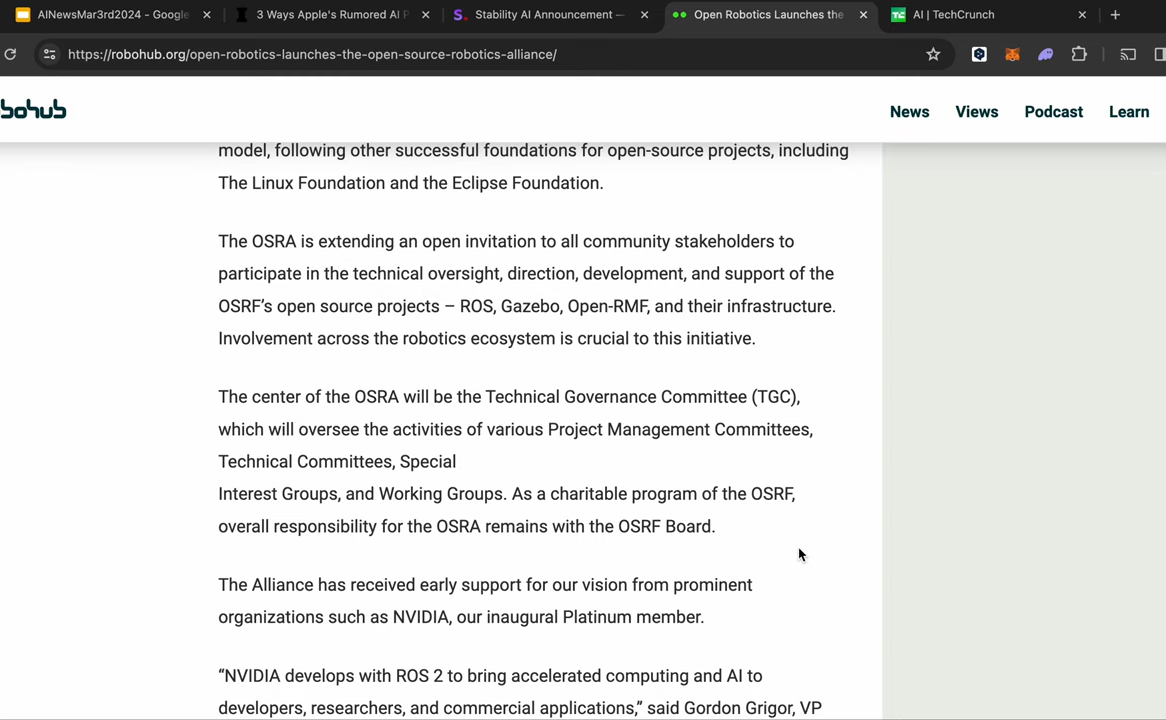 AINewsMar3rd2024 - Google
3 Ways Apple's Rumored AI P
Stability AI Announcement —
Open Robotics Launches the
AI | TechCrunch
https://robohub.org/open-robotics-launches-the-open-source-robotics-alliance/
bohub
News
Views
Podcast
Learn
model, following other successful foundations for open-source projects, including
The Linux Foundation and the Eclipse Foundation.
The OSRA is extending an open invitation to all community stakeholders to
participate in the technical oversight, direction, development, and support of the
OSRF’s open source projects – ROS, Gazebo, Open-RMF, and their infrastructure.
Involvement across the robotics ecosystem is crucial to this initiative.
The center of the OSRA will be the Technical Governance Committee (TGC),
which will oversee the activities of various Project Management Committees,
Technical Committees, Special
Interest Groups, and Working Groups. As a charitable program of the OSRF,
overall responsibility for the OSRA remains with the OSRF Board.
The Alliance has received early support for our vision from prominent
organizations such as NVIDIA, our inaugural Platinum member.
“NVIDIA develops with ROS 2 to bring accelerated computing and AI to
developers, researchers, and commercial applications,” said Gordon Grigor, VP